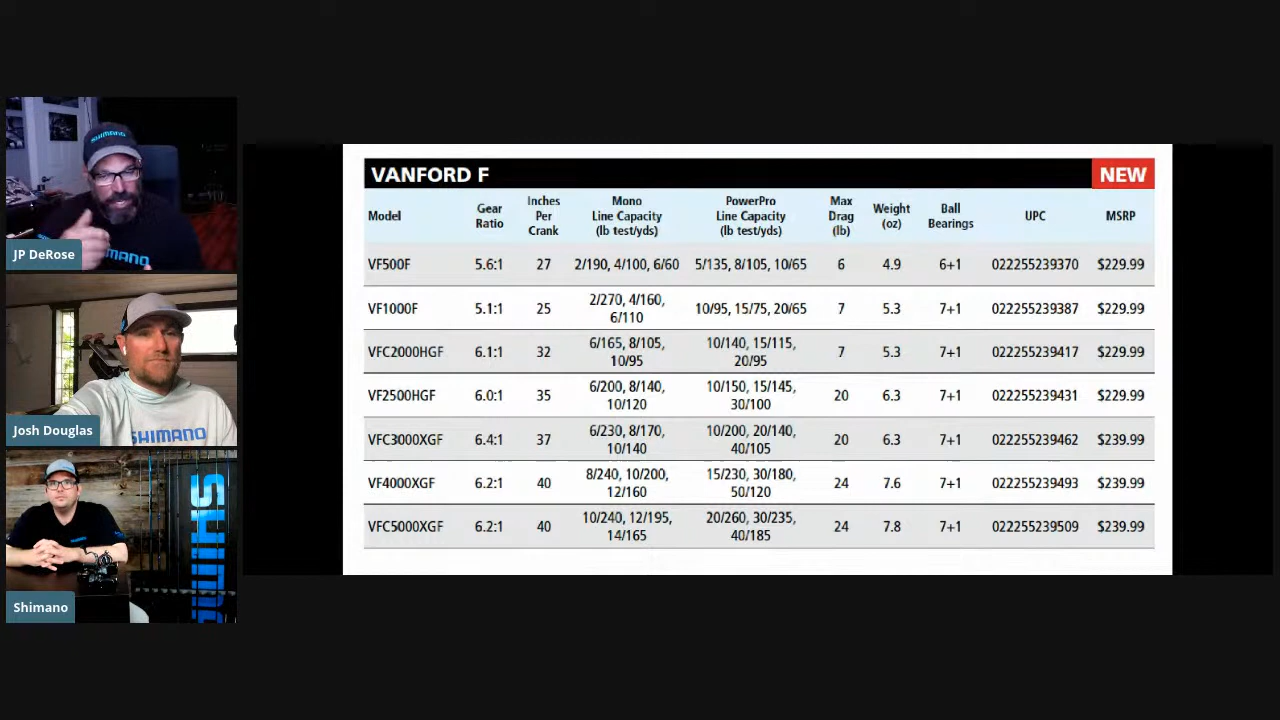 SHIMANO
JP DeRose
SHIMANO
Josh Douglas
SHIMANO
Shimano
VANFORD F NEW
Model Gear Ratio Inches Per Crank Mono Line Capacity (lb test/yds) PowerPro Line Capacity (lb test/yds) Max Drag (lb) Weight (oz) Ball Bearings UPC MSRP
VF500F 5.6:1 27 2/190, 4/100, 6/60 5/135, 8/105, 10/65 6 4.9 6+1 022255239370 $229.99
VF1000F 5.1:1 25 2/270, 4/160, 6/110 10/95, 15/75, 20/65 7 5.3 7+1 022255239387 $229.99
VFC2000HGF 6.1:1 32 6/165, 8/105, 10/95 10/140, 15/115, 20/95 7 5.3 7+1 022255239417 $229.99
VF2500HGF 6.0:1 35 6/200, 8/140, 10/120 10/150, 15/145, 30/100 20 6.3 7+1 022255239431 $229.99
VFC3000XGF 6.4:1 37 6/230, 8/170, 10/140 10/200, 20/140, 40/105 20 6.3 7+1 022255239462 $239.99
VF4000XGF 6.2:1 40 8/240, 10/200, 12/160 15/230, 30/180, 50/120 24 7.6 7+1 022255239493 $239.99
VFC5000XGF 6.2:1 40 10/240, 12/195, 14/165 20/260, 30/235, 40/185 24 7.8 7+1 022255239509 $239.99